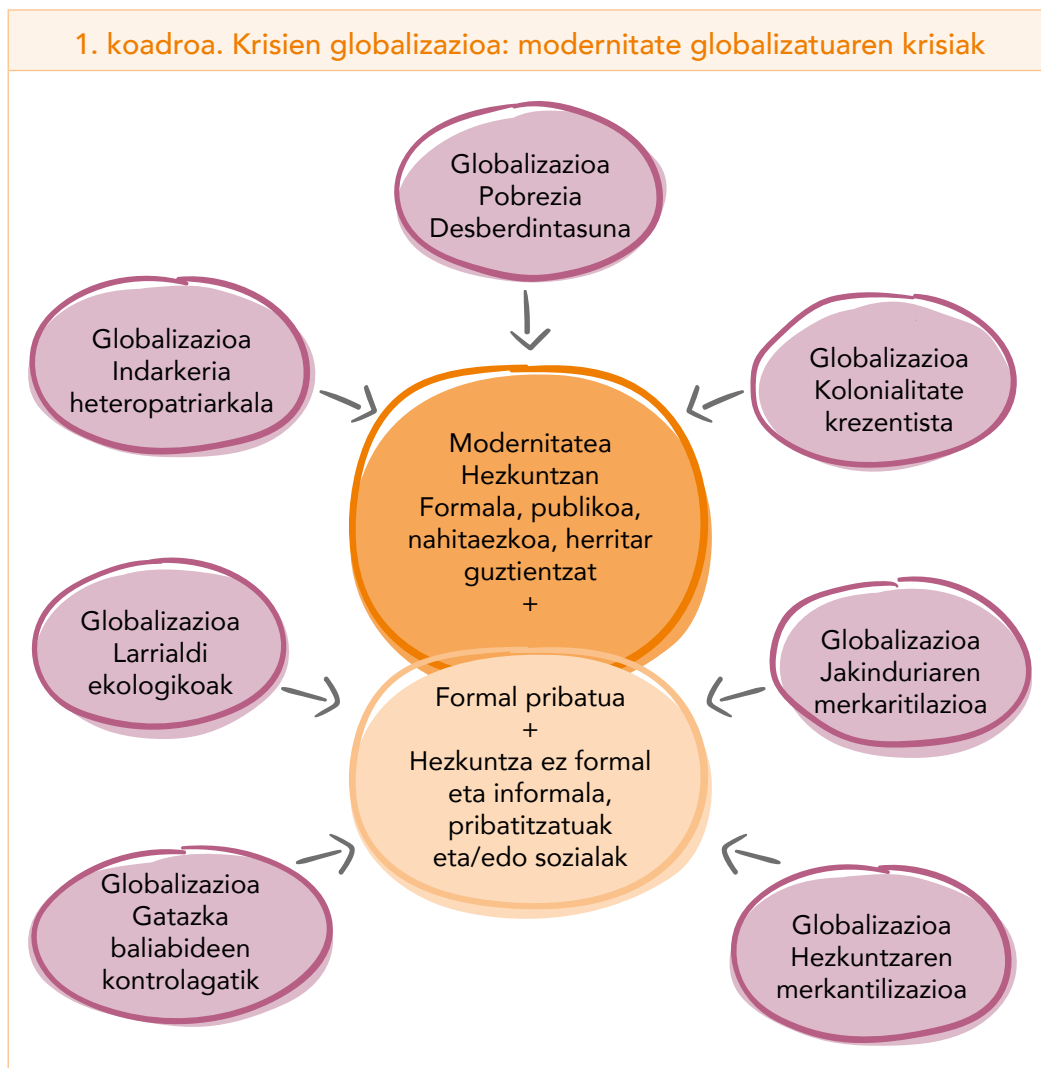 1. koadroa. Krisien globalizazioa: modernitate globalizatuaren krisiak
Globalizazioa
Pobrezia
Desberdintasuna
Globalizazioa
Indarkeria
heteropatriarkala
Globalizazioa
Kolonialitate
krezentista
Modernitatea
Hezkuntzan
Formala, publikoa,
nahitaezkoa, herritar
guztientzat
+
Globalizazioa
Larrialdi
ekologikoak
Globalizazioa
Jakinduriaren
merkaritilazioa
Formal pribatua
+
Hezkuntza ez formal
eta informala,
pribatitzatuak
eta/edo sozialak
Globalizazioa
Gatazka
baliabideen
kontrolagatik
Globalizazioa
Hezkuntzaren
merkantilizazioa